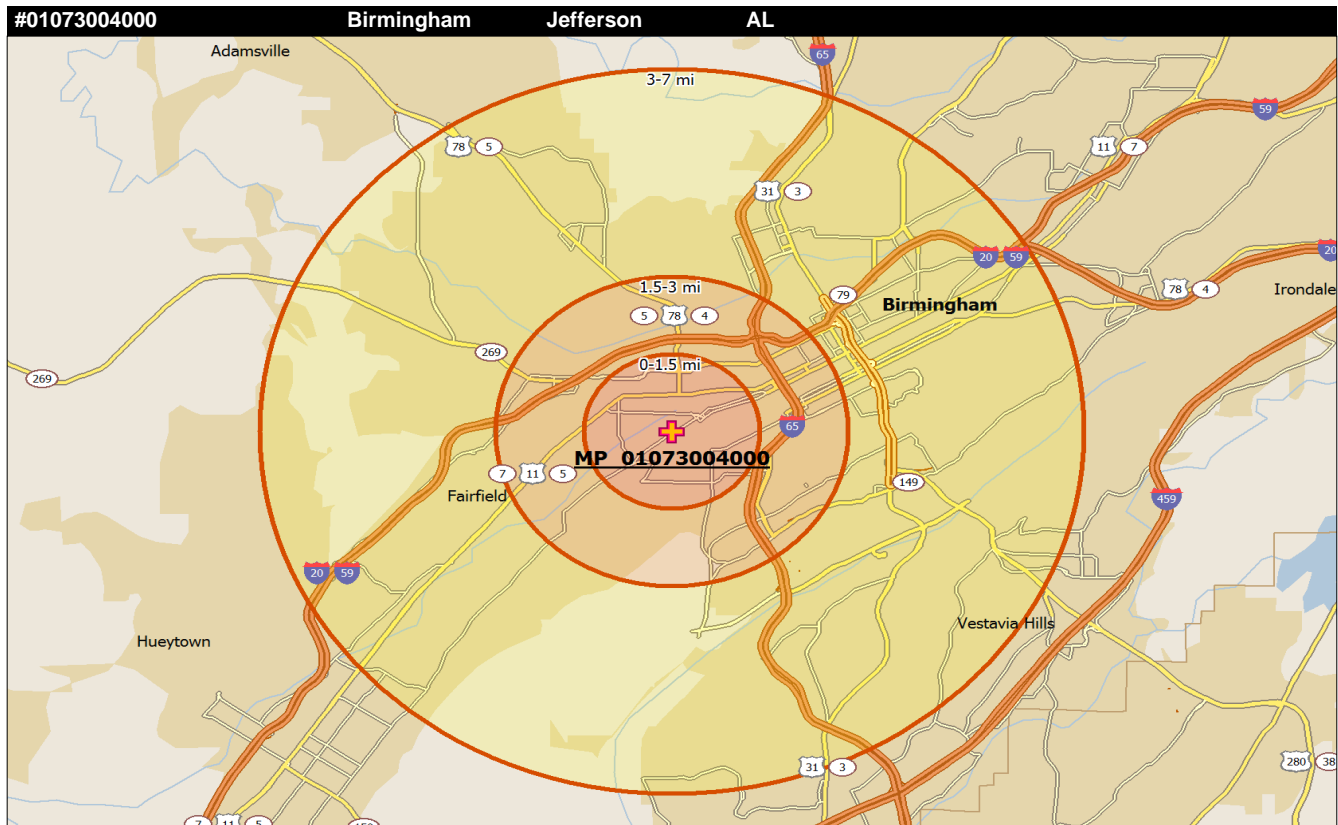 #01073004000 Birmingham Jefferson AL
Adamsville
65
3-7 mi
59
78 5
11 7
31 3
20 59
20
1.5-3 mi
79
78 4
Irondale
Birmingham
5 78 4
269
0-1.5 mi
269
65
MP 01073004000
7 11 5
149
Fairfield
459
20 59
Vestavia Hills
Hueytown
31 3
280 38
7 11 5